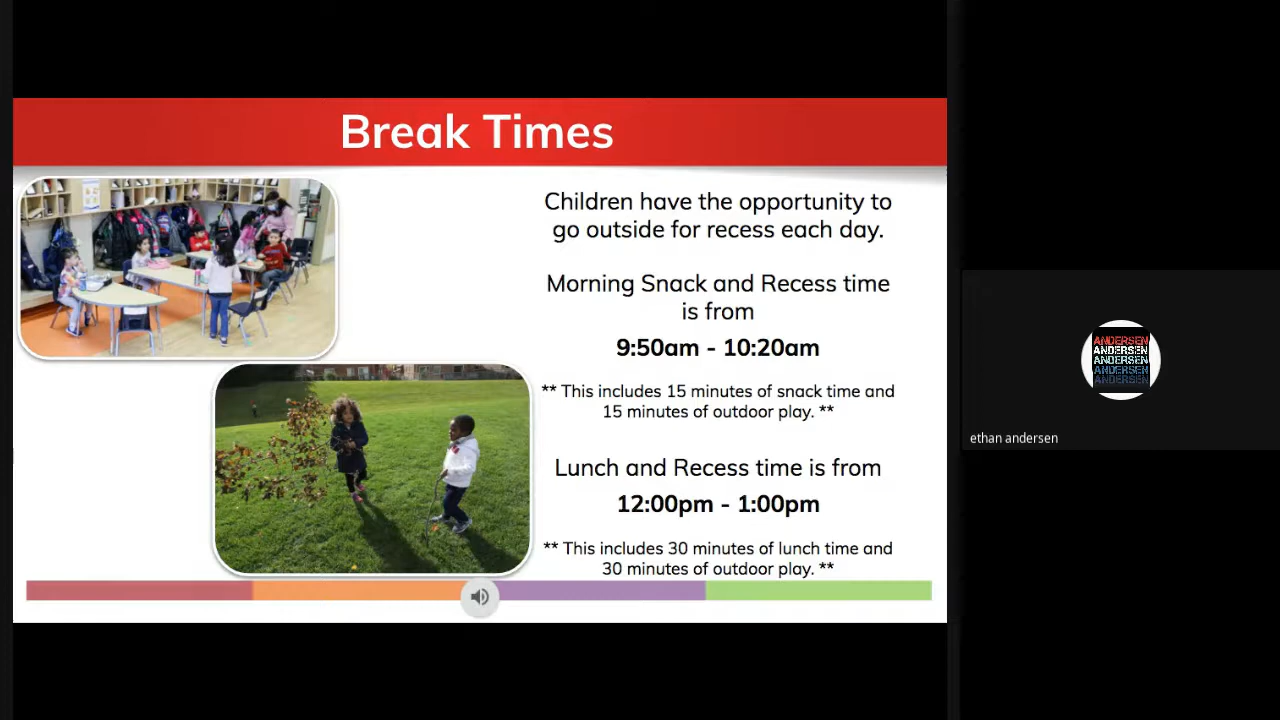 Break Times
Children have the opportunity to
go outside for recess each day.
Morning Snack and Recess time
is from
9:50am - 10:20am
** This includes 15 minutes of snack time and
15 minutes of outdoor play. **
Lunch and Recess time is from
12:00pm - 1:00pm
** This includes 30 minutes of lunch time and
30 minutes of outdoor play. **
ANDERSEN
ANDERSEN
ANDERSEN
ANDERSEN
ANDERSEN
ethan andersen